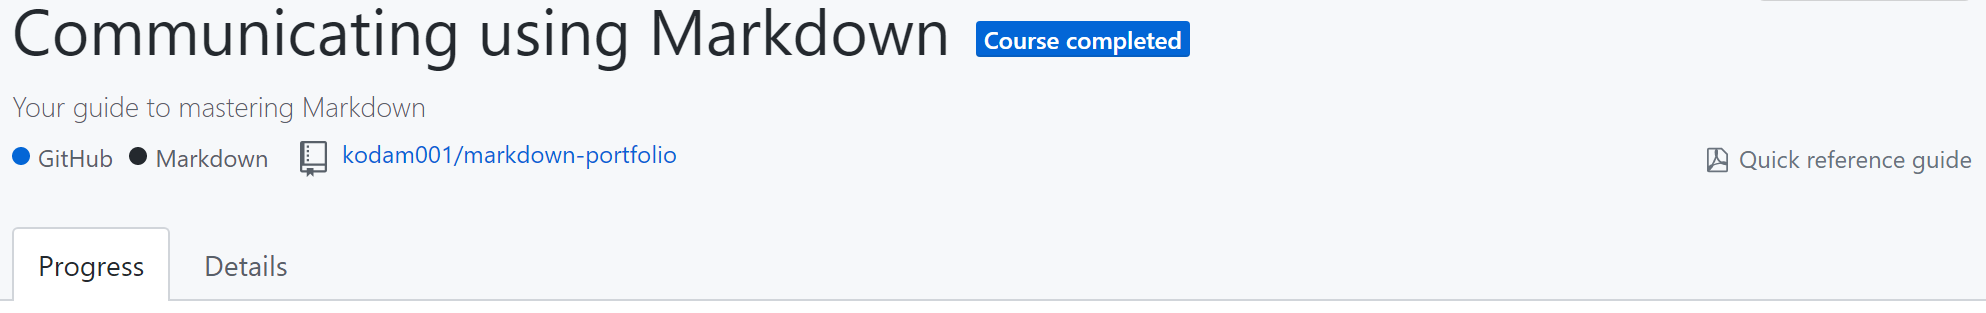 Communicating using Markdown Course completed
Your guide to mastering Markdown
GitHub Markdown kodam001/markdown-portfolio Quick reference guide
Progress Details